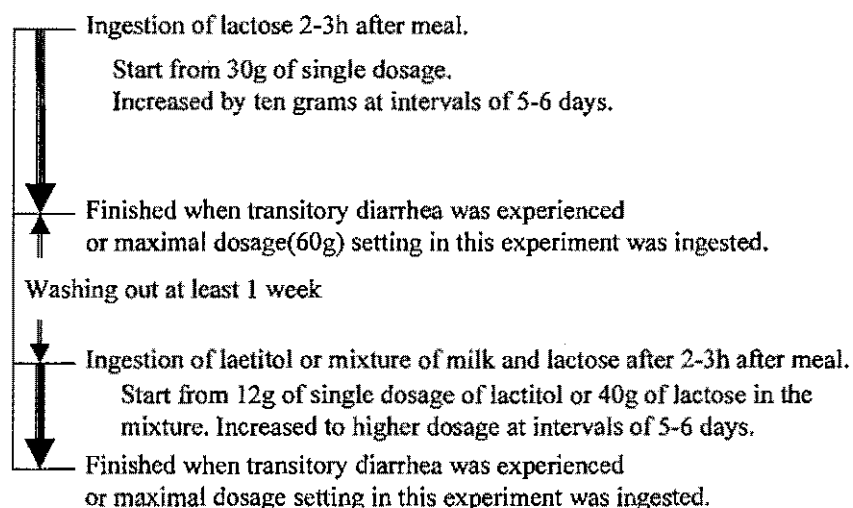 Ingestion of lactose 2-3h after meal.
Start from 30g of single dosage.
Increased by ten grams at intervals of 5-6 days.
Finished when transitory diarrhea was experienced
or maximal dosage(60g) setting in this experiment was ingested.
Washing out at least 1 week
Ingestion of laetitol or mixture of milk and lactose after 2-3h after meal.
Start from 12g of single dosage of lactitol or 40g of lactose in the
mixture. Increased to higher dosage at intervals of 5-6 days.
Finished when transitory diarrhea was experienced
or maximal dosage setting in this experiment was ingested.